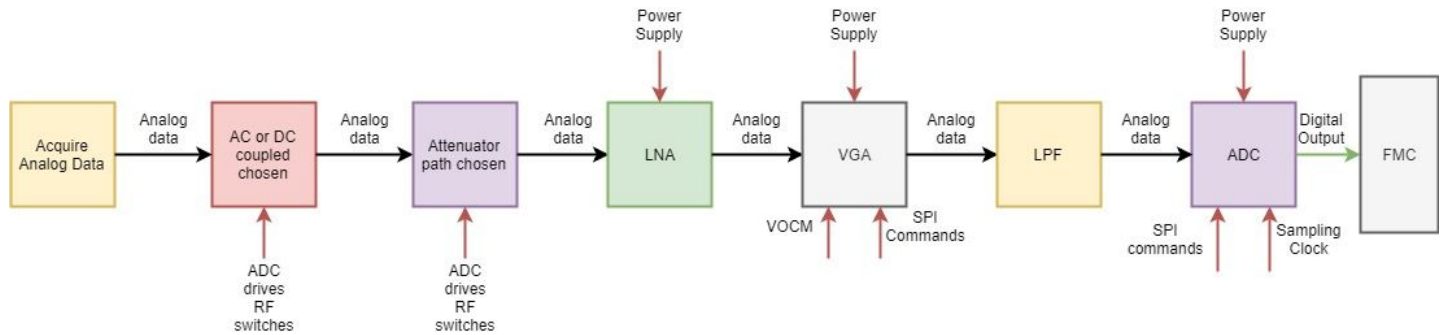 Power
Supply
Power
Supply
Power
Supply
Analog
data
Analog
data
Analog
data
Analog
data
Analog
data
Analog
data
Digital
Output
Acquire
Analog Data
AC or DC
coupled
chosen
Attenuator
path chosen
LNA
VGA
LPF
ADC
FMC
VOCM
SPI
Commands
SPI
commands
Sampling
Clock
ADC
drives
RF
switches
ADC
drives
RF
switches